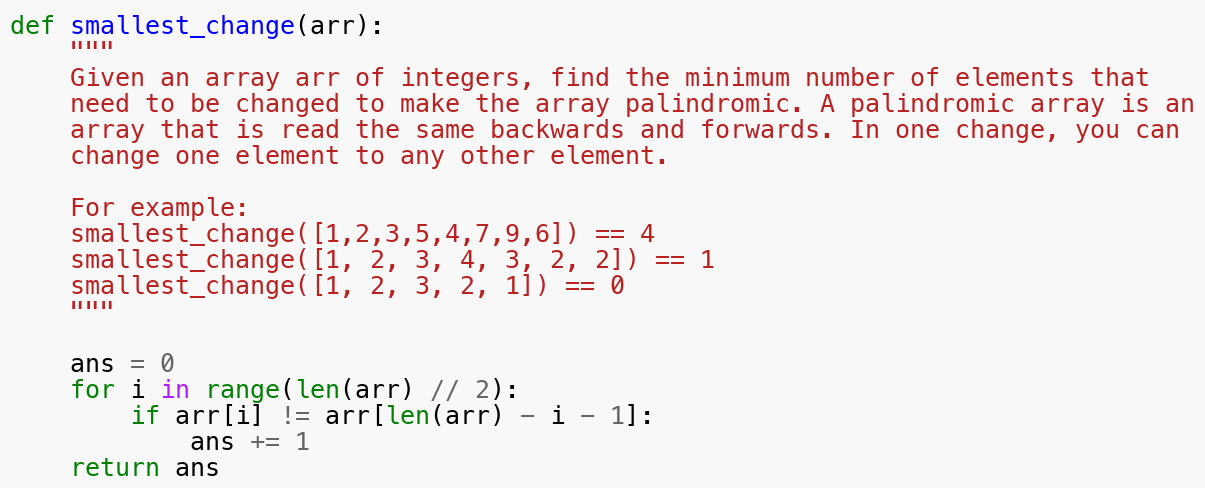 def smallest_change(arr):
    """
    Given an array arr of integers, find the minimum number of elements that
    need to be changed to make the array palindromic. A palindromic array is an
    array that is read the same backwards and forwards. In one change, you can
    change one element to any other element.

    For example:
    smallest_change([1,2,3,5,4,7,9,6]) == 4
    smallest_change([1, 2, 3, 4, 3, 2, 2]) == 1
    smallest_change([1, 2, 3, 2, 1]) == 0
    """

    ans = 0
    for i in range(len(arr) // 2):
        if arr[i] != arr[len(arr) - i - 1]:
            ans += 1
    return ans